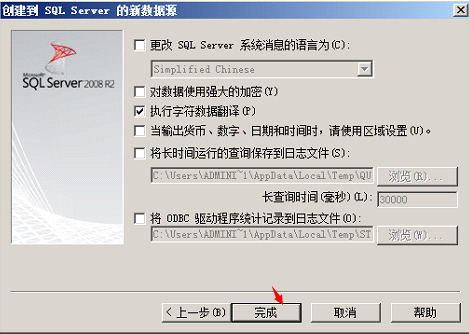 创建到 SQL Server 的新数据源
Microsoft
SQL Server 2008 R2
更改 SQL Server 系统消息的语言为(C):
Simplified Chinese
对数据使用强大的加密(Y)
执行字符数据翻译(P)
当输出货币、数字、日期和时间时，请使用区域设置(U)。
将长时间运行的查询保存到日志文件(S):
C:\Users\ADMINI~1\AppData\Local\Temp\QU
浏览(R)...
长查询时间(毫秒)(L):
30000
将 ODBC 驱动程序统计记录到日志文件(O):
C:\Users\ADMINI~1\AppData\Local\Temp\ST
浏览(W)...
< 上一步(B)
完成
取消
帮助